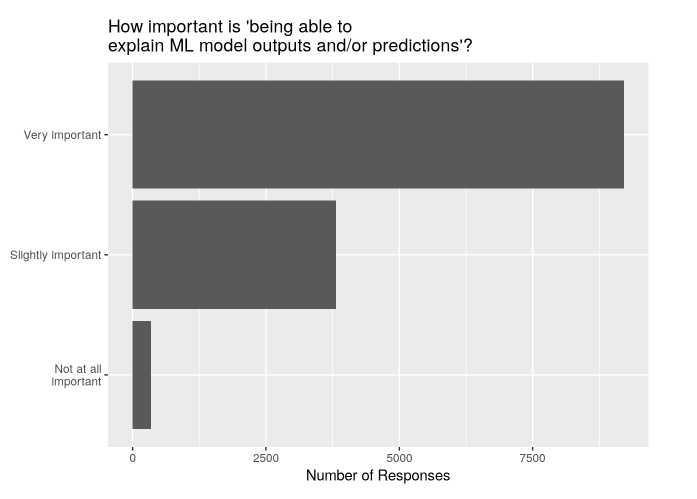 How important is 'being able to
explain ML model outputs and/or predictions'?
Very important
Slightly important
Not at all
important
0
2500
5000
7500
Number of Responses